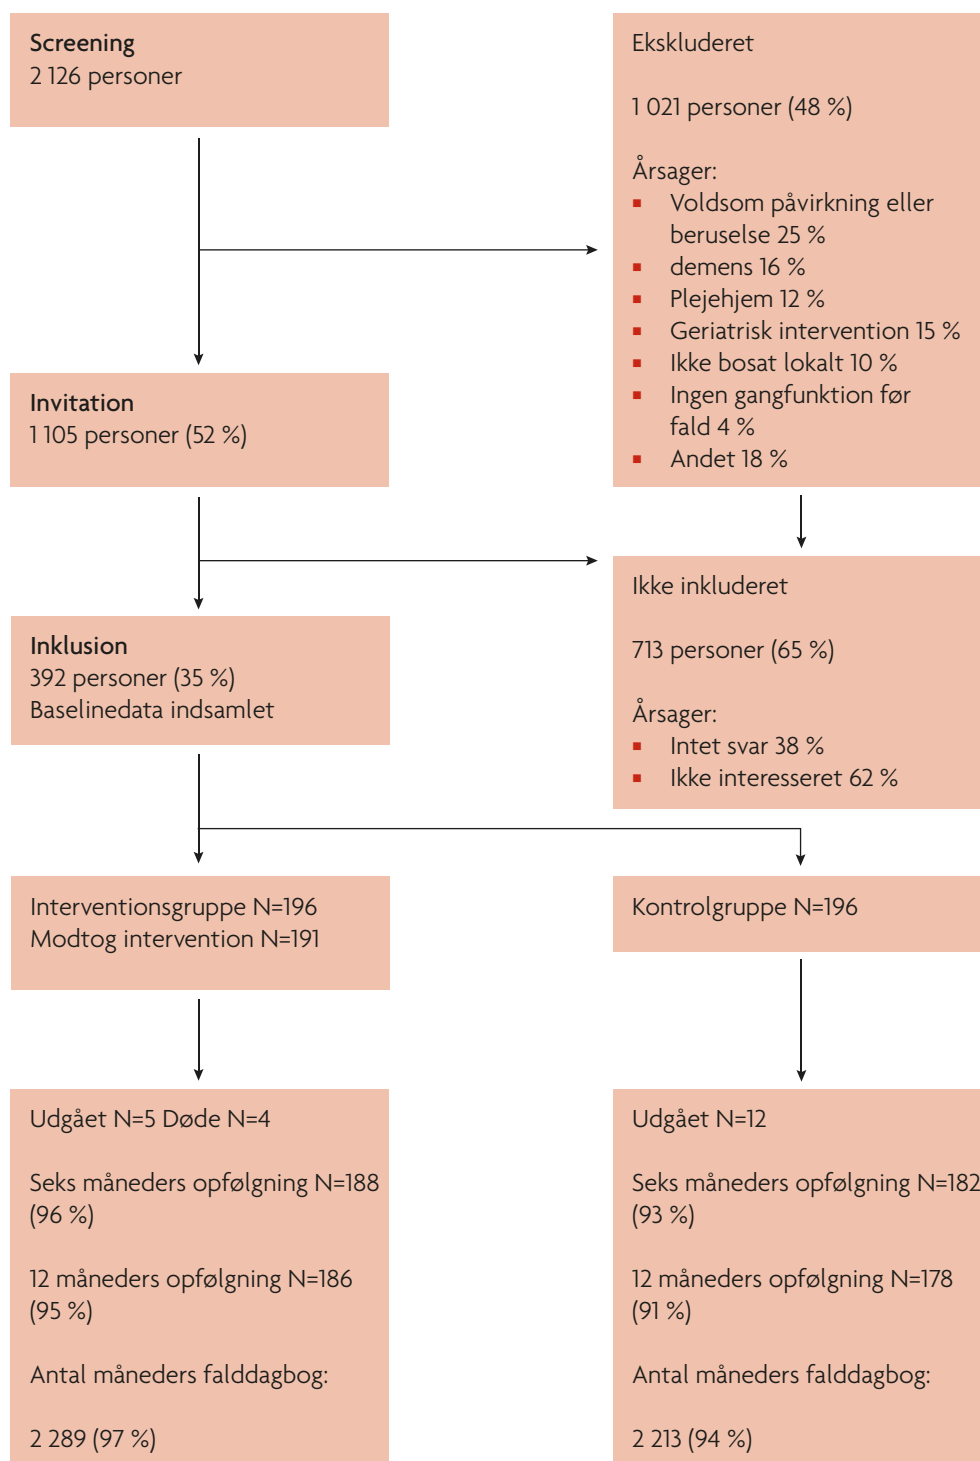 Screening
2 126 personer
Ekskluderet
1 021 personer (48 %)
Årsager:
▪ Voldsom påvirkning eller
beruselse 25 %
▪ demens 16 %
▪ Plejehjem 12 %
▪ Geriatrisk intervention 15 %
▪ Ikke bosat lokalt 10 %
▪ Ingen gangfunktion før
fald 4 %
▪ Andet 18 %
Invitation
1 105 personer (52 %)
Ikke inkluderet
713 personer (65 %)
Årsager:
▪ Intet svar 38 %
▪ Ikke interesseret 62 %
Inklusion
392 personer (35 %)
Baselinedata indsamlet
Interventionsgruppe N=196
Modtog intervention N=191
Kontrolgruppe N=196
Udgået N=5 Døde N=4
Seks måneders opfølgning N=188
(96 %)
12 måneders opfølgning N=186
(95 %)
Antal måneders falddagbog:
2 289 (97 %)
Udgået N=12
Seks måneders opfølgning N=182
(93 %)
12 måneders opfølgning N=178
(91 %)
Antal måneders falddagbog:
2 213 (94 %)